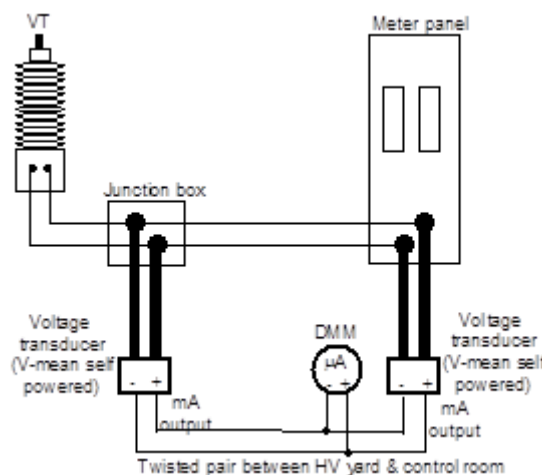 VT
Meter panel
Junction box
Voltage
transducer
(V-mean self
powered)
- +
mA
output
DMM
µA
- +
- +
mA
output
Voltage
transducer
(V-mean self
powered)
Twisted pair between HV yard & control room